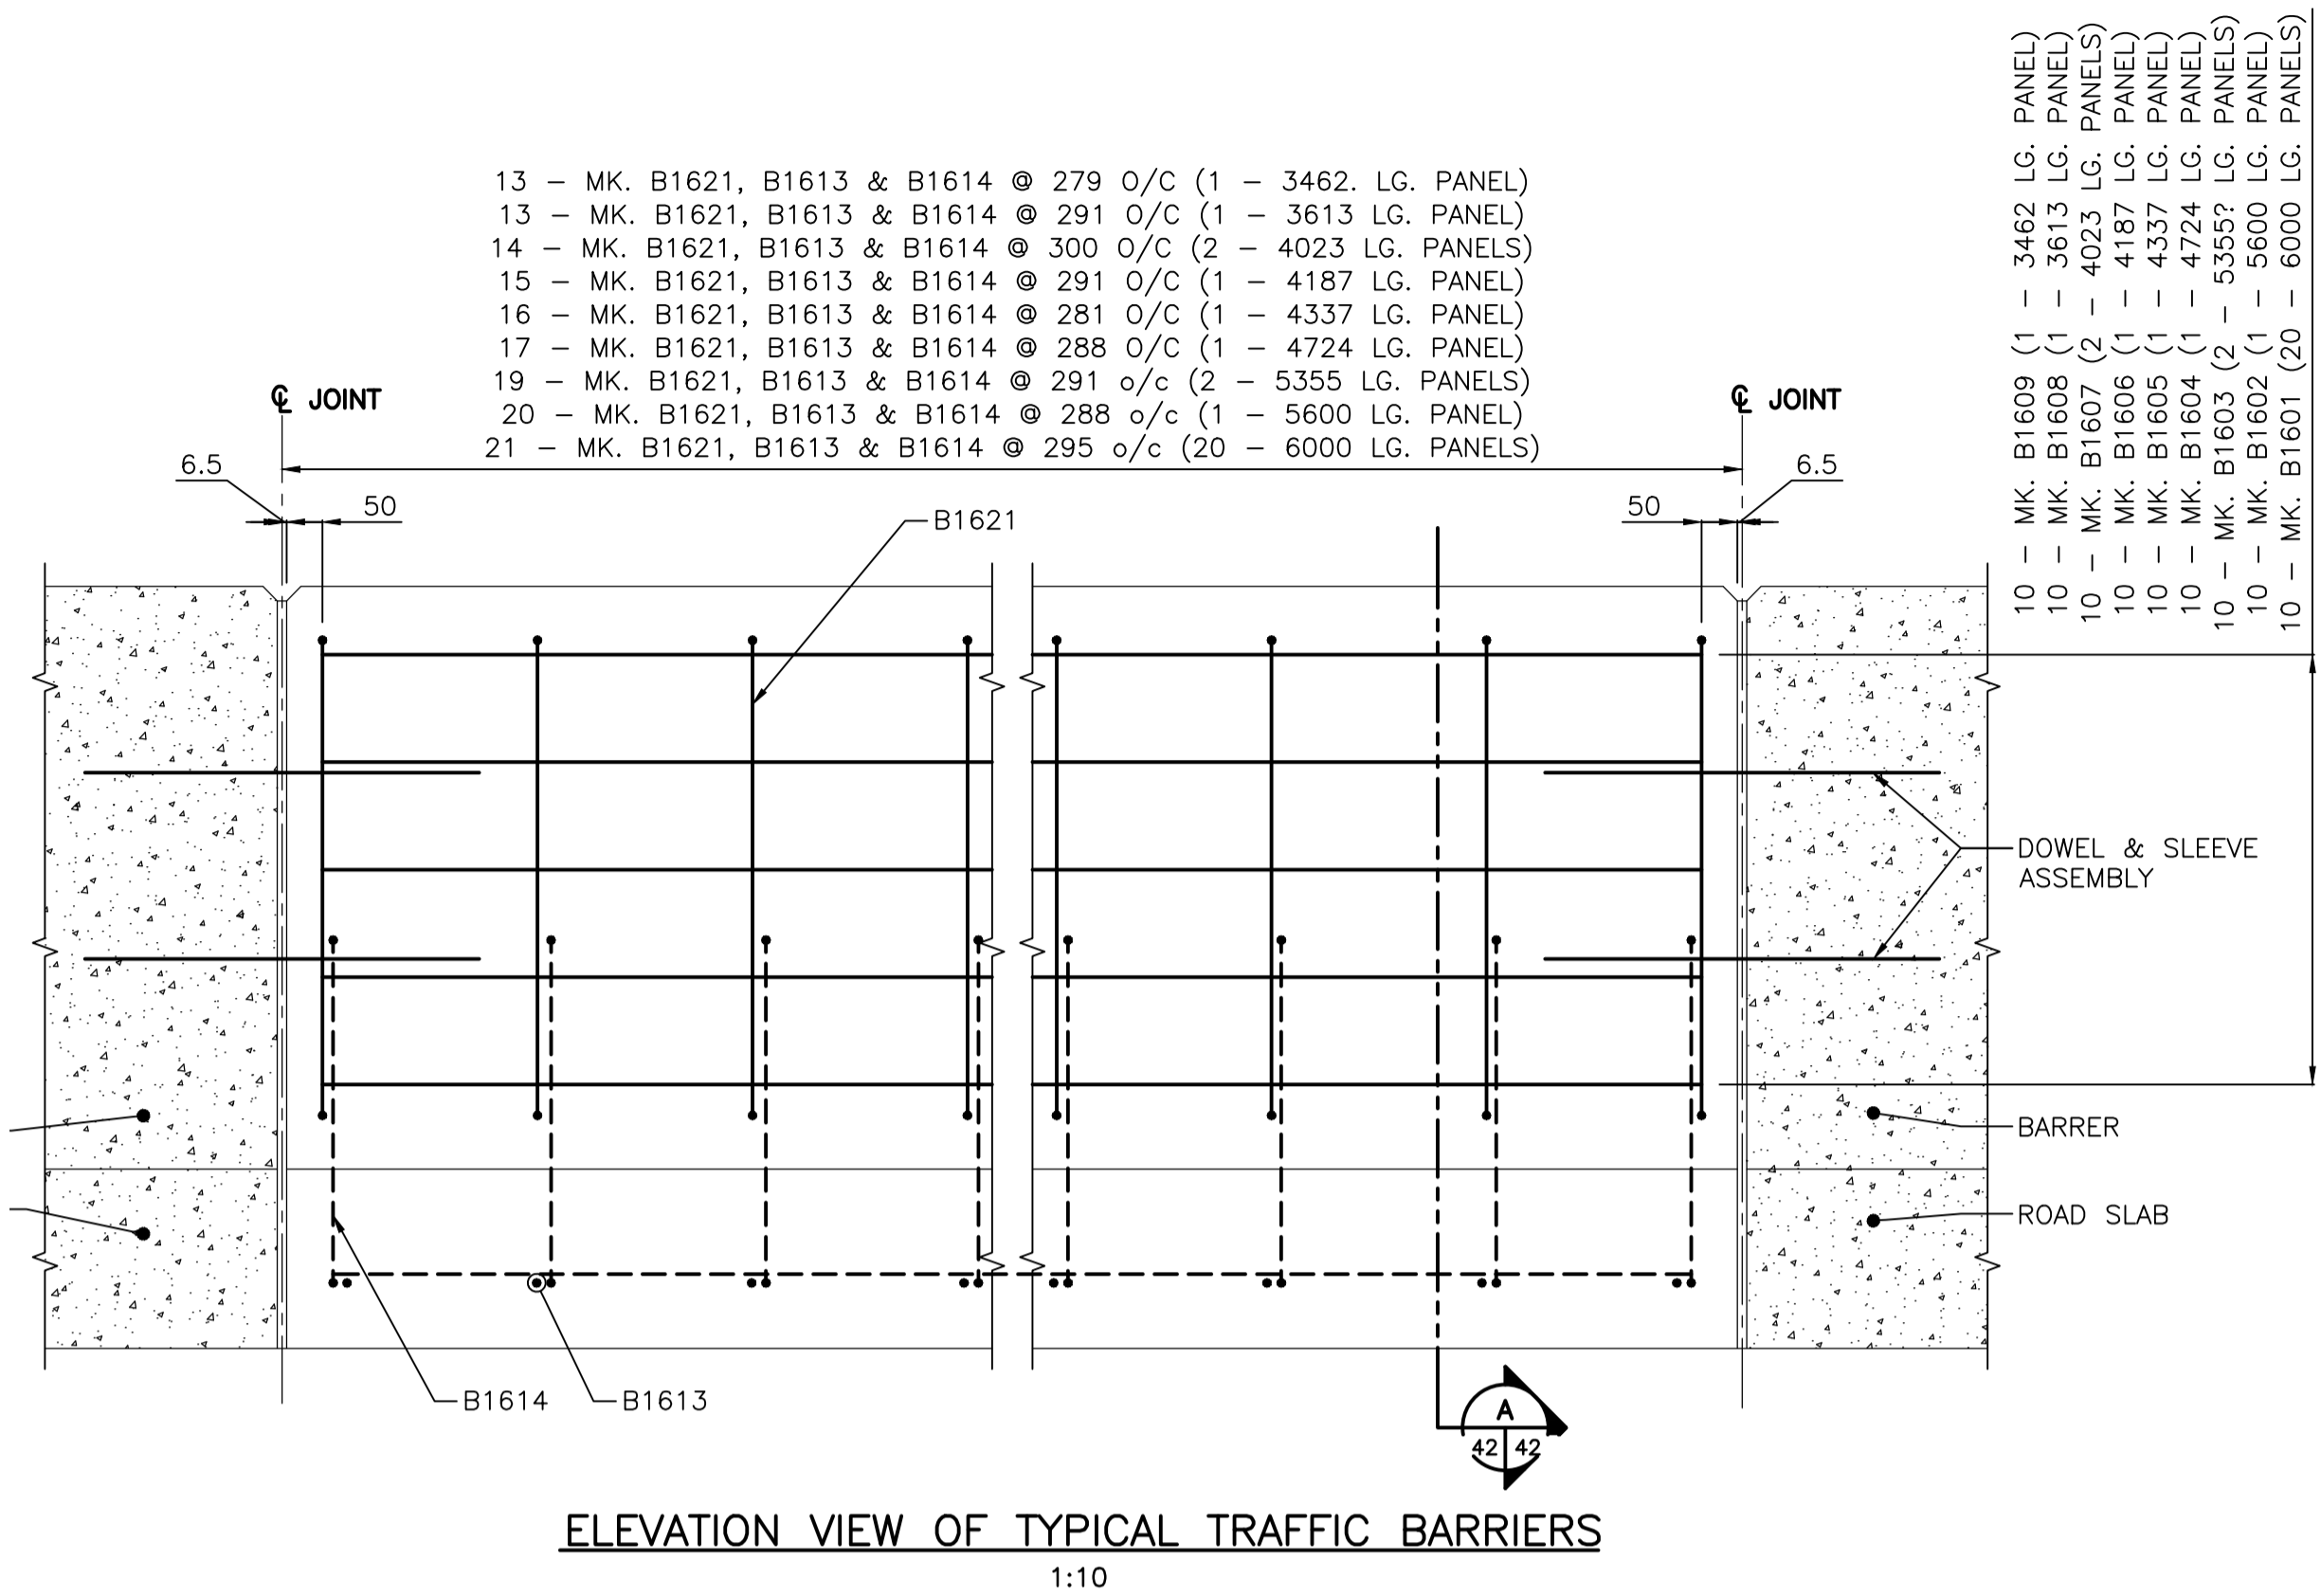 13 – MK. B1621, B1613 & B1614 @ 279 O/C (1 – 3462. LG. PANEL)
13 – MK. B1621, B1613 & B1614 @ 291 O/C (1 – 3613 LG. PANEL)
14 – MK. B1621, B1613 & B1614 @ 300 O/C (2 – 4023 LG. PANELS)
15 – MK. B1621, B1613 & B1614 @ 291 O/C (1 – 4187 LG. PANEL)
16 – MK. B1621, B1613 & B1614 @ 281 O/C (1 – 4337 LG. PANEL)
17 – MK. B1621, B1613 & B1614 @ 288 O/C (1 – 4724 LG. PANEL)
19 – MK. B1621, B1613 & B1614 @ 291 o/c (2 – 5355 LG. PANELS)
20 – MK. B1621, B1613 & B1614 @ 288 o/c (1 – 5600 LG. PANEL)
21 – MK. B1621, B1613 & B1614 @ 295 o/c (20 – 6000 LG. PANELS)
10 – MK. B1609 (1 – 3462 LG. PANEL)
10 – MK. B1608 (1 – 3613 LG. PANEL)
10 – MK. B1607 (2 – 4023 LG. PANELS)
10 – MK. B1606 (1 – 4187 LG. PANEL)
10 – MK. B1605 (1 – 4337 LG. PANEL)
10 – MK. B1604 (1 – 4724 LG. PANEL)
10 – MK. B1603 (2 – 5355? LG. PANELS)
10 – MK. B1602 (1 – 5600 LG. PANEL)
10 – MK. B1601 (20 – 6000 LG. PANELS)
℄ JOINT
℄ JOINT
6.5
6.5
50
50
B1621
DOWEL & SLEEVE
ASSEMBLY
BARRER
ROAD SLAB
B1614
B1613
A
42 42
ELEVATION VIEW OF TYPICAL TRAFFIC BARRIERS
1:10